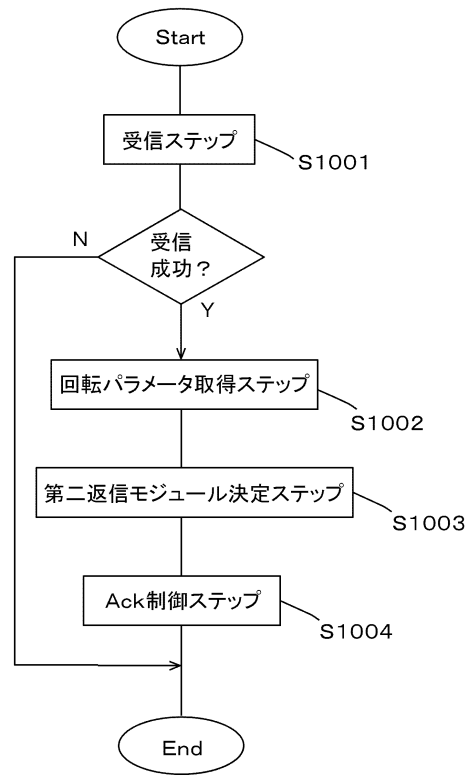 Start
受信ステップ
S1001
N
受信
成功？
Y
回転パラメータ取得ステップ
S1002
第二返信モジュール決定ステップ
S1003
Ack制御ステップ
S1004
End